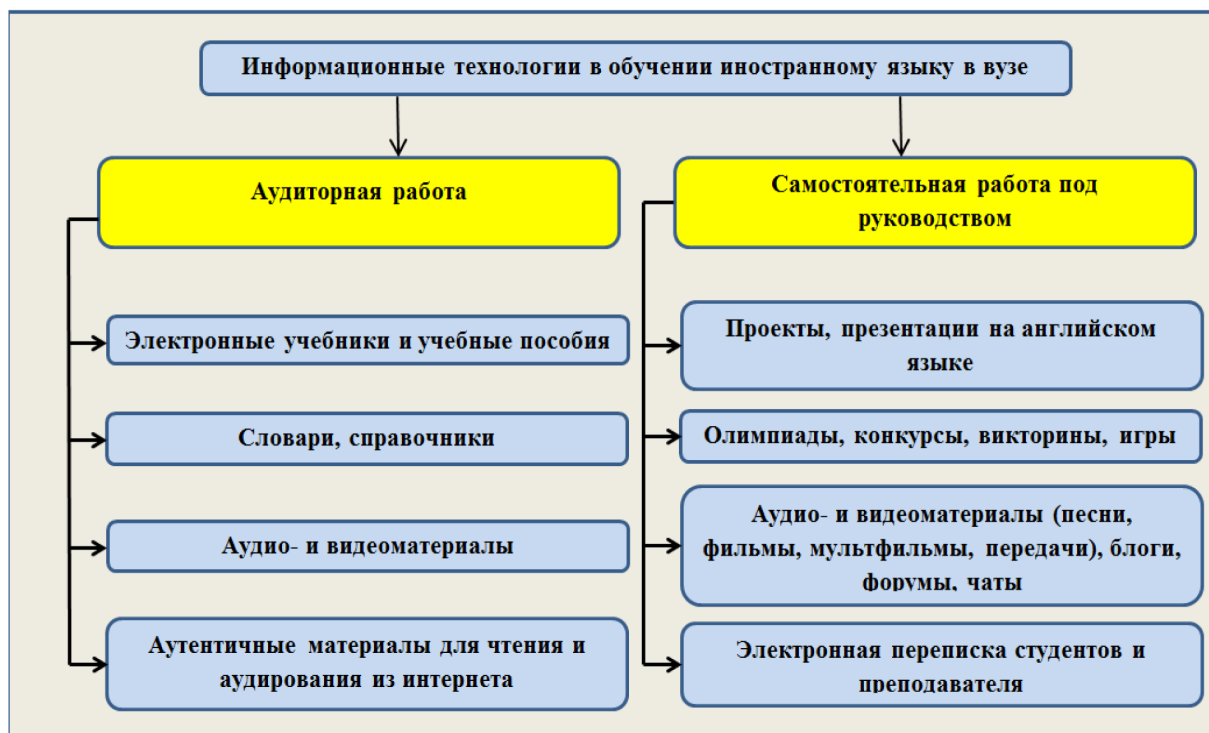 Информационные технологии в обучении иностранному языку в вузе
Аудиторная работа
Электронные учебники и учебные пособия
Словари, справочники
Аудио- и видеоматериалы
Аутентичные материалы для чтения и
аудирования из интернета
Самостоятельная работа под
руководством
Проекты, презентации на английском
языке
Олимпиады, конкурсы, викторины, игры
Аудио- и видеоматериалы (песни,
фильмы, мультфильмы, передачи), блоги,
форумы, чаты
Электронная переписка студентов и
преподавателя